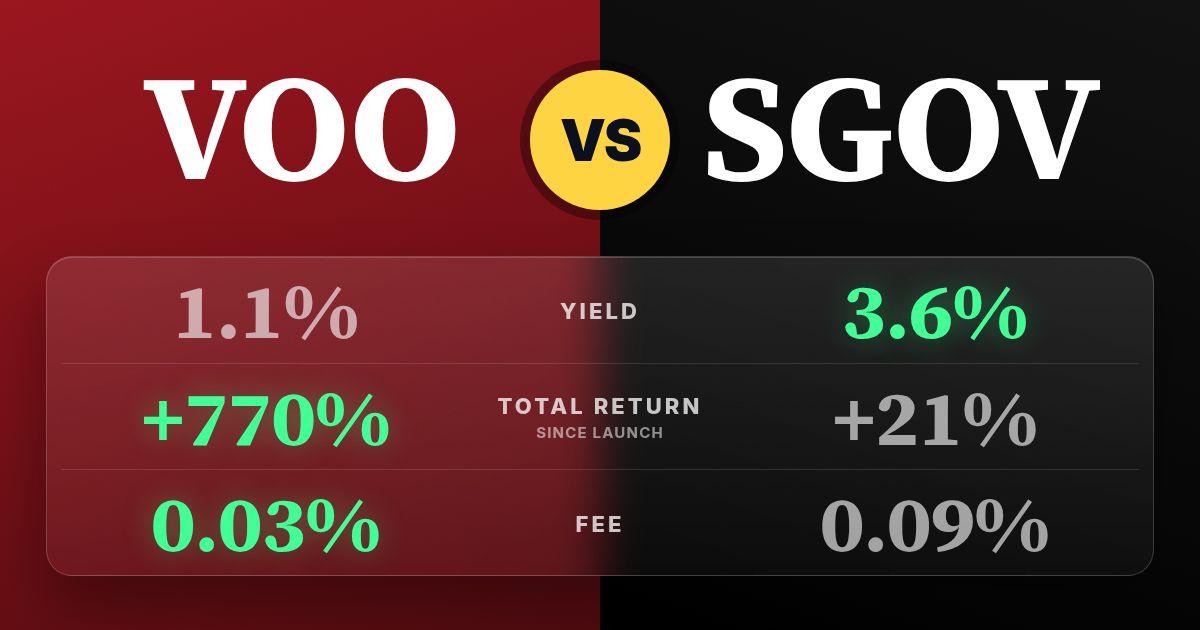 VOO VS SGOV
1.1% YIELD 3.6%
+770% TOTAL RETURN +21%
SINCE LAUNCH
0.03% FEE 0.09%